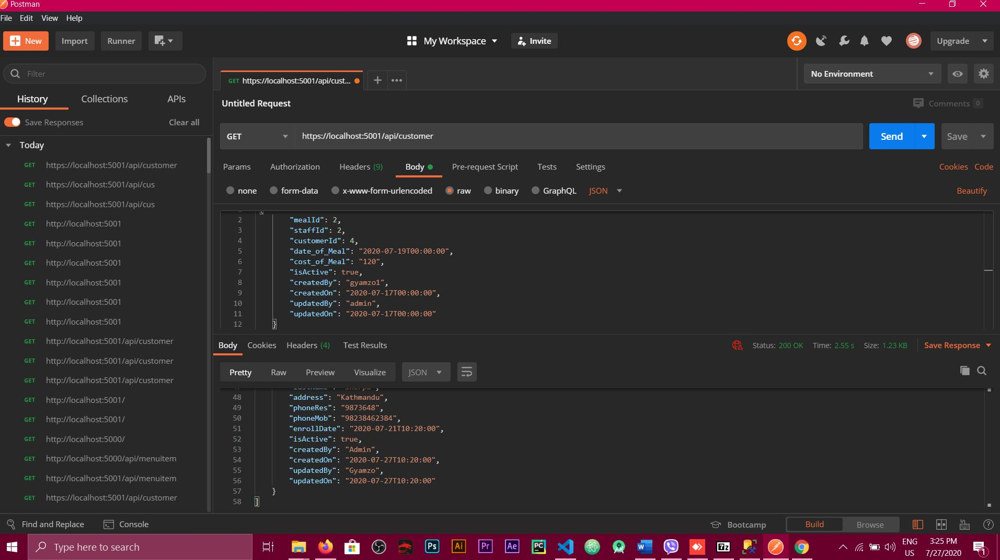 Postman
File Edit View Help
New Import Runner My Workspace Invite Upgrade
Filter
History Collections APIs
Save Responses Clear all
Today
GET https://localhost:5001/api/customer
GET https://localhost:5001/api/cus
GET https://localhost:5001/api/cus
GET http://localhost:5001
GET http://localhost:5001
GET http://localhost:5001
GET http://localhost:5001
GET http://localhost:5001
GET http://localhost:5001
GET http://localhost:5001/api/customer
GET http://localhost:5001/api/customer
GET http://localhost:5001/api/customer
GET http://localhost:5001/
GET http://localhost:5001/
GET http://localhost:5000/
GET http://localhost:5000/api/menuitem
GET http://localhost:5001/api/menuitem
GET https://localhost:5001/api/customer
GET https://localhost:5001/api/cust...
No Environment
Untitled Request
Comments 0
GET https://localhost:5001/api/customer Send Save
Params Authorization Headers (9) Body Pre-request Script Tests Settings Cookies Code
none form-data x-www-form-urlencoded raw binary GraphQL JSON Beautify
2 "mealId": 2,
3 "staffId": 2,
4 "customerId": 4,
5 "date_of_Meal": "2020-07-19T00:00:00",
6 "cost_of_Meal": "120",
7 "isActive": true,
8 "createdBy": "gyamzo1",
9 "createdOn": "2020-07-17T00:00:00",
10 "updatedBy": "admin",
11 "updatedOn": "2020-07-17T00:00:00"
12 }
Body Cookies Headers (4) Test Results Status: 200 OK Time: 2.55 s Size: 1.23 KB Save Response
Pretty Raw Preview Visualize JSON
48 "address": "Kathmandu",
49 "phoneRes": "9873648",
50 "phoneMob": "98238462384",
51 "enrollDate": "2020-07-21T10:20:00",
52 "isActive": true,
53 "createdBy": "Admin",
54 "createdOn": "2020-07-27T10:20:00",
55 "updatedBy": "Gyamzo",
56 "updatedOn": "2020-07-27T10:20:00"
57 }
58 ]
Find and Replace Console Bootcamp Build Browse
Type here to search
Ps Ai Pr Ae PC W 7z
ENG US
3:25 PM
7/27/2020
1